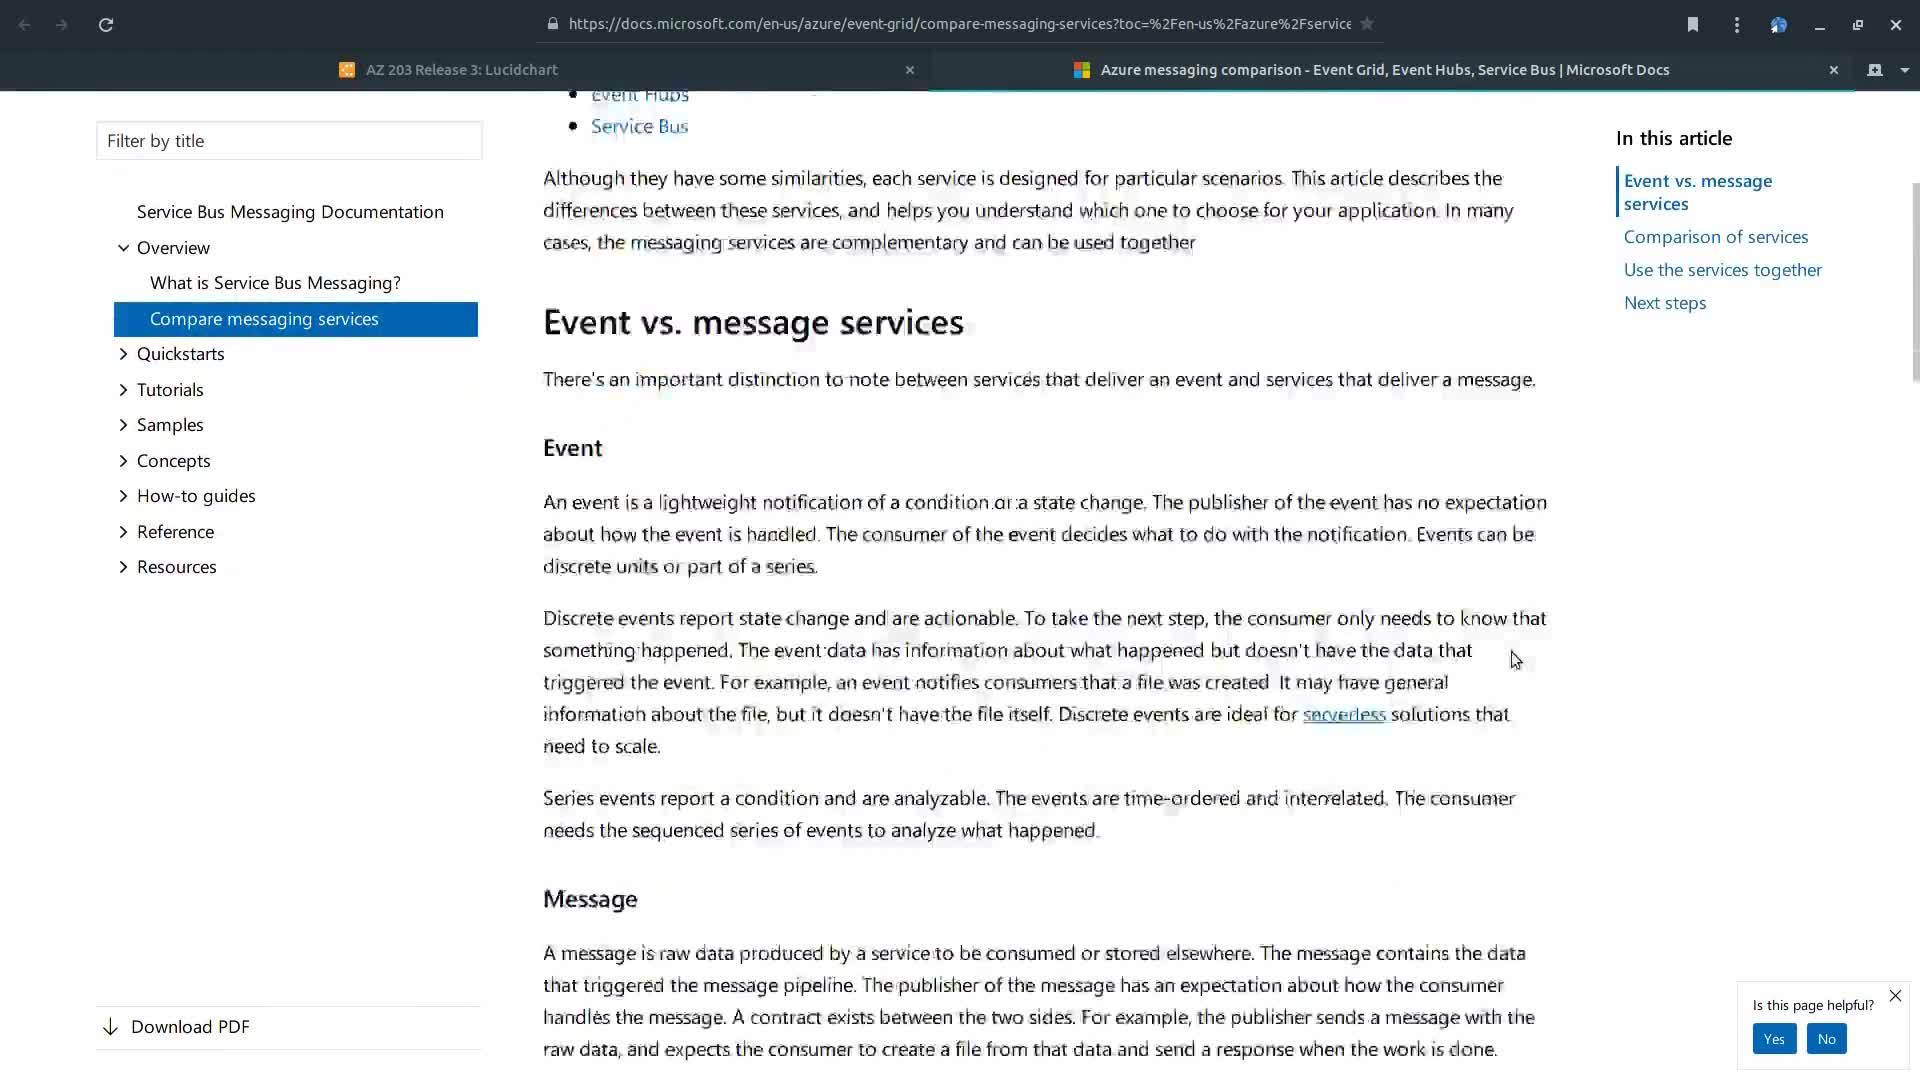 https://docs.microsoft.com/en-us/azure/event-grid/compare-messaging-services?toc=%2Fen-us%2Fazure%2Fservice
AZ 203 Release 3: Lucidchart
Azure messaging comparison - Event Grid, Event Hubs, Service Bus | Microsoft Docs
Filter by title
Service Bus Messaging Documentation
Overview
What is Service Bus Messaging?
Compare messaging services
Quickstarts
Tutorials
Samples
Concepts
How-to guides
Reference
Resources
Download PDF
Event Hubs
Service Bus
Although they have some similarities, each service is designed for particular scenarios. This article describes the
differences between these services, and helps you understand which one to choose for your application. In many
cases, the messaging services are complementary and can be used together
Event vs. message services
There's an important distinction to note between services that deliver an event and services that deliver a message.
Event
An event is a lightweight notification of a condition or a state change. The publisher of the event has no expectation
about how the event is handled. The consumer of the event decides what to do with the notification. Events can be
discrete units or part of a series.
Discrete events report state change and are actionable. To take the next step, the consumer only needs to know that
something happened. The event data has information about what happened but doesn't have the data that
triggered the event. For example, an event notifies consumers that a file was created It may have general
information about the file, but it doesn't have the file itself. Discrete events are ideal for serverless solutions that
need to scale.
Series events report a condition and are analyzable. The events are time-ordered and interrelated. The consumer
needs the sequenced series of events to analyze what happened.
Message
A message is raw data produced by a service to be consumed or stored elsewhere. The message contains the data
that triggered the message pipeline. The publisher of the message has an expectation about how the consumer
handles the message. A contract exists between the two sides. For example, the publisher sends a message with the
raw data, and expects the consumer to create a file from that data and send a response when the work is done.
In this article
Event vs. message
services
Comparison of services
Use the services together
Next steps
Is this page helpful?
Yes
No